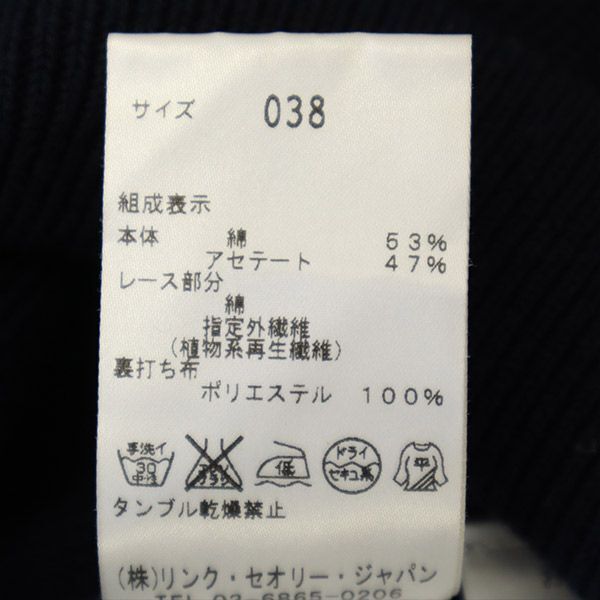 サイズ 038
組成表示
本体 綿 53%
アセテート 47%
レース部分
綿
指定外繊維
(植物系再生繊維)
裏打ち布
ポリエステル 100%
手洗イ 30 中性 低 ドライ セキユ系 平
タンブル乾燥禁止
(株)リンク・セオリー・ジャパン
TEL 03-6865-0206